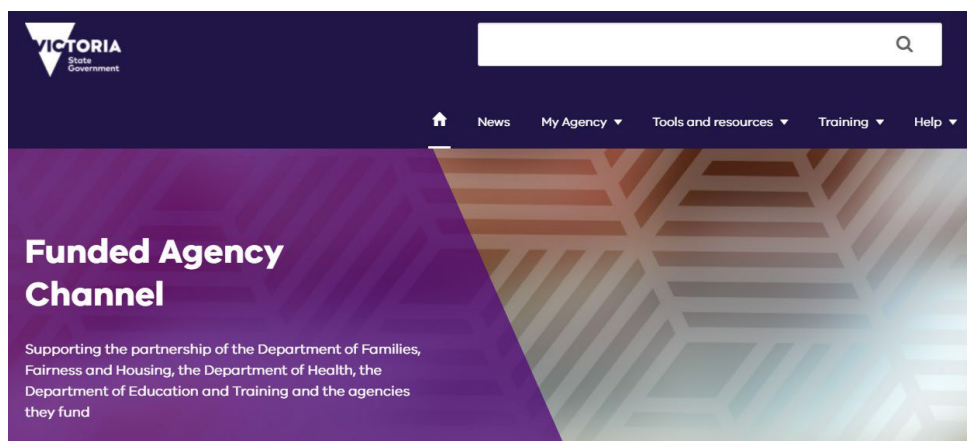 VICTORIA
State
Government
News My Agency Tools and resources Training Help
Funded Agency
Channel
Supporting the partnership of the Department of Families,
Fairness and Housing, the Department of Health, the
Department of Education and Training and the agencies
they fund